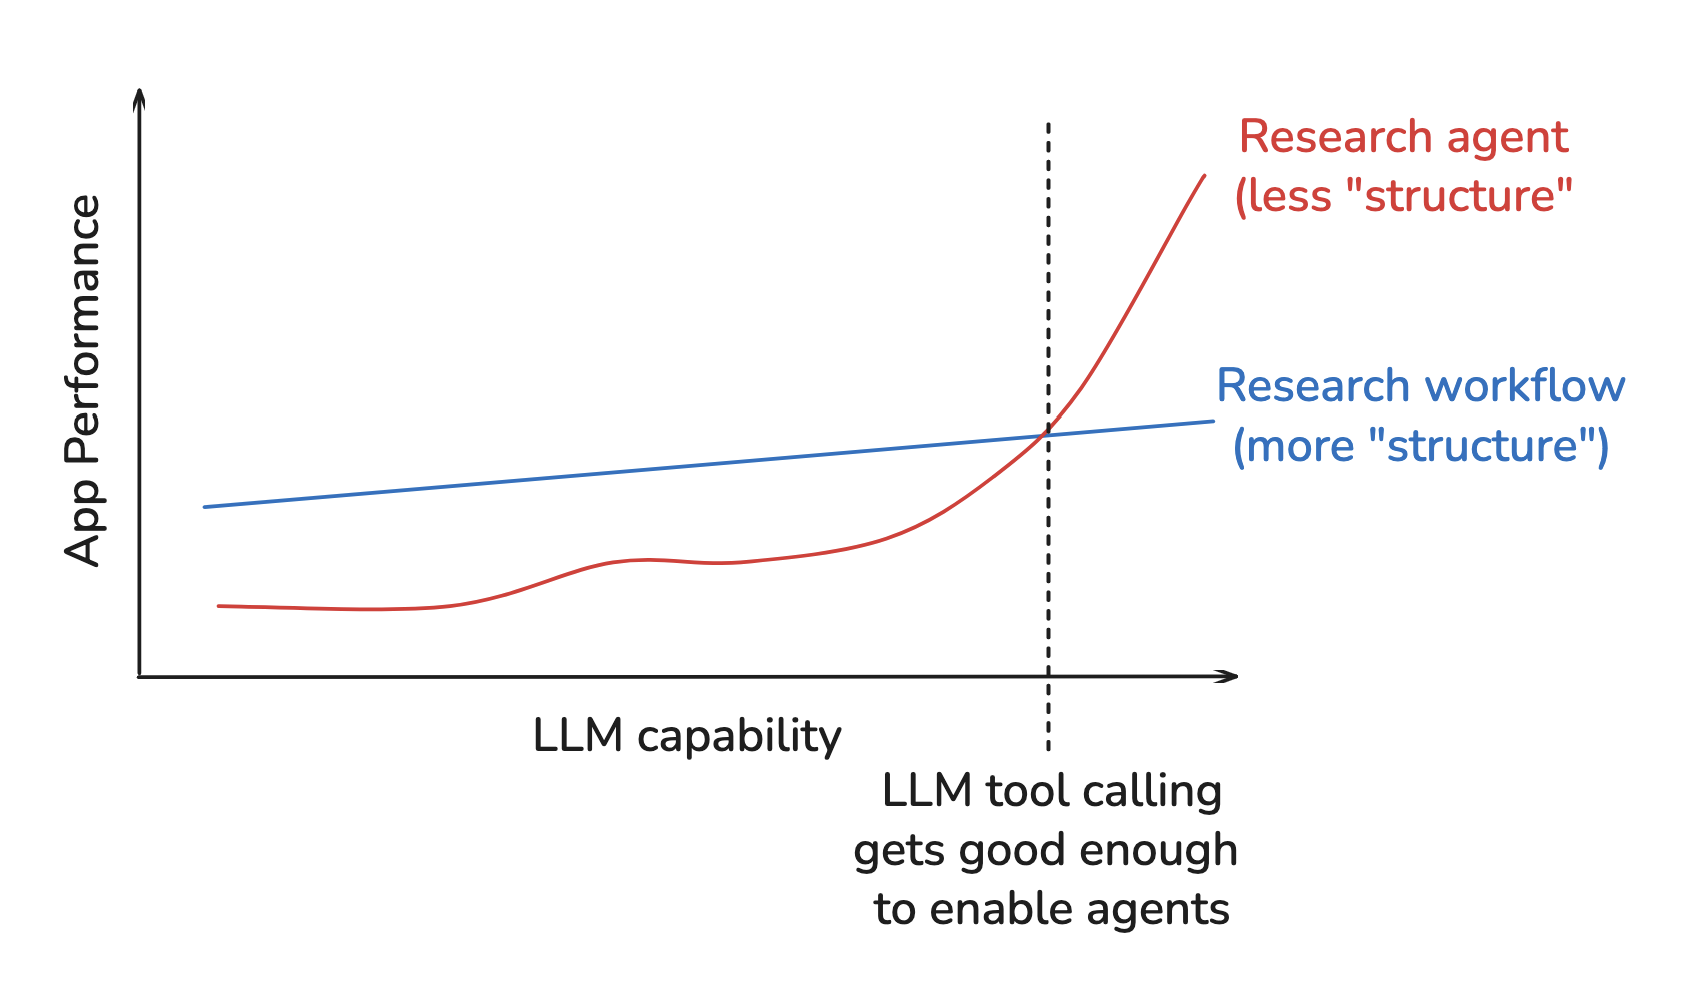 App Performance
Research agent
(less "structure"
Research workflow
(more "structure")
LLM capability
LLM tool calling
gets good enough
to enable agents